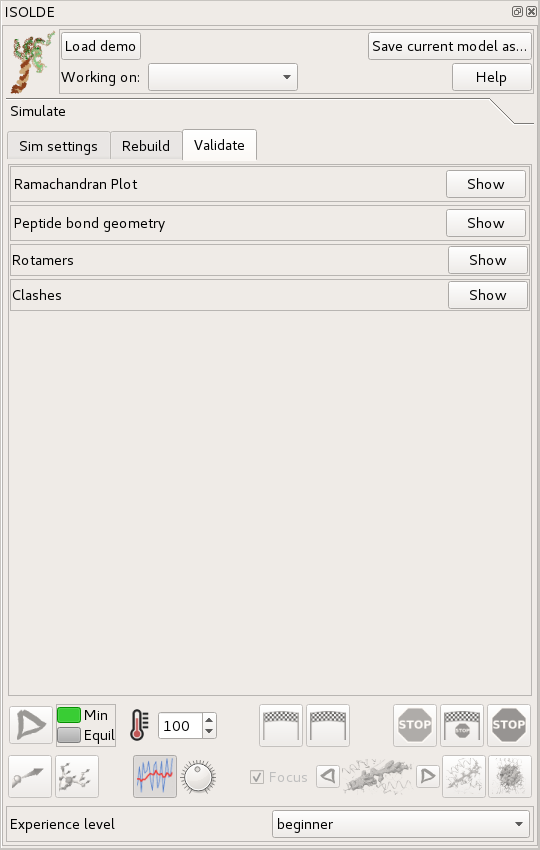 ISOLDE
Load demo
Save current model as...
Working on:
Help
Simulate
Sim settings
Rebuild
Validate
Ramachandran Plot
Show
Peptide bond geometry
Show
Rotamers
Show
Clashes
Show
Min
Equil
100
STOP
STOP
STOP
Focus
Experience level
beginner